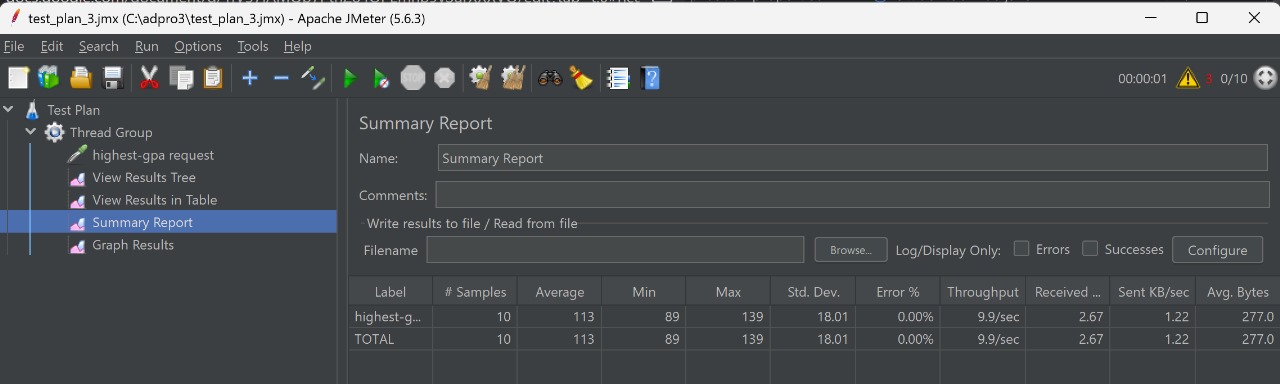 test_plan_3.jmx (C:\adpro3\test_plan_3.jmx) - Apache JMeter (5.6.3)
File Edit Search Run Options Tools Help
STOP 00:00:01 3 0/10
Test Plan
Thread Group
highest-gpa request
View Results Tree
View Results in Table
Summary Report
Graph Results
Summary Report
Name: Summary Report
Comments:
Write results to file / Read from file
Filename Browse... Log/Display Only: Errors Successes Configure
Label # Samples Average Min Max Std. Dev. Error % Throughput Received ... Sent KB/sec Avg. Bytes
highest-g... 10 113 89 139 18.01 0.00% 9.9/sec 2.67 1.22 277.0
TOTAL 10 113 89 139 18.01 0.00% 9.9/sec 2.67 1.22 277.0